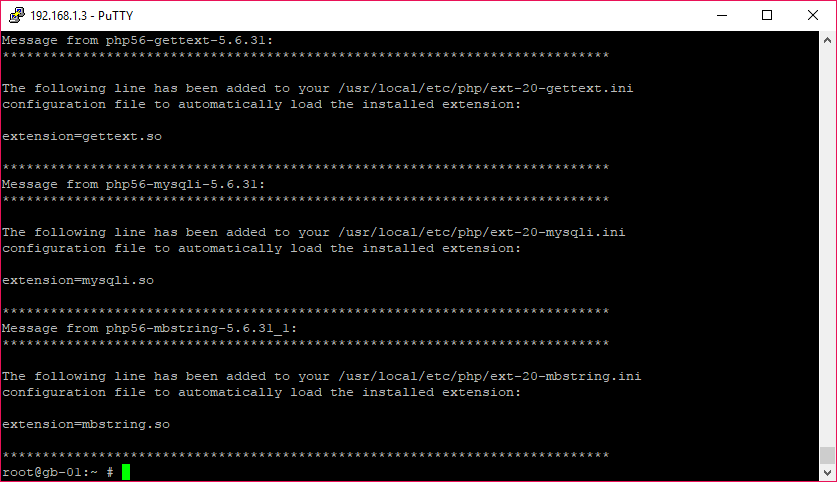 192.168.1.3 - PuTTY
Message from php56-gettext-5.6.31:
****************************************************************************
The following line has been added to your /usr/local/etc/php/ext-20-gettext.ini
configuration file to automatically load the installed extension:
extension=gettext.so
****************************************************************************
Message from php56-mysqli-5.6.31:
****************************************************************************
The following line has been added to your /usr/local/etc/php/ext-20-mysqli.ini
configuration file to automatically load the installed extension:
extension=mysqli.so
****************************************************************************
Message from php56-mbstring-5.6.31_1:
****************************************************************************
The following line has been added to your /usr/local/etc/php/ext-20-mbstring.ini
configuration file to automatically load the installed extension:
extension=mbstring.so
****************************************************************************
root@gb-01:~ #